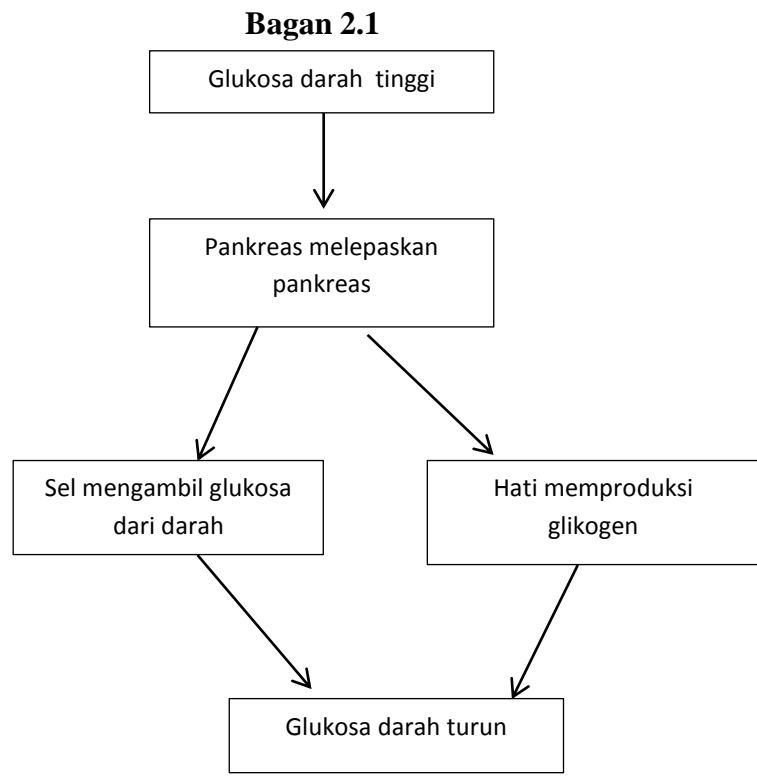 Bagan 2.1
Glukosa darah tinggi
Pankreas melepaskan
pankreas
Sel mengambil glukosa
dari darah
Hati memproduksi
glikogen
Glukosa darah turun